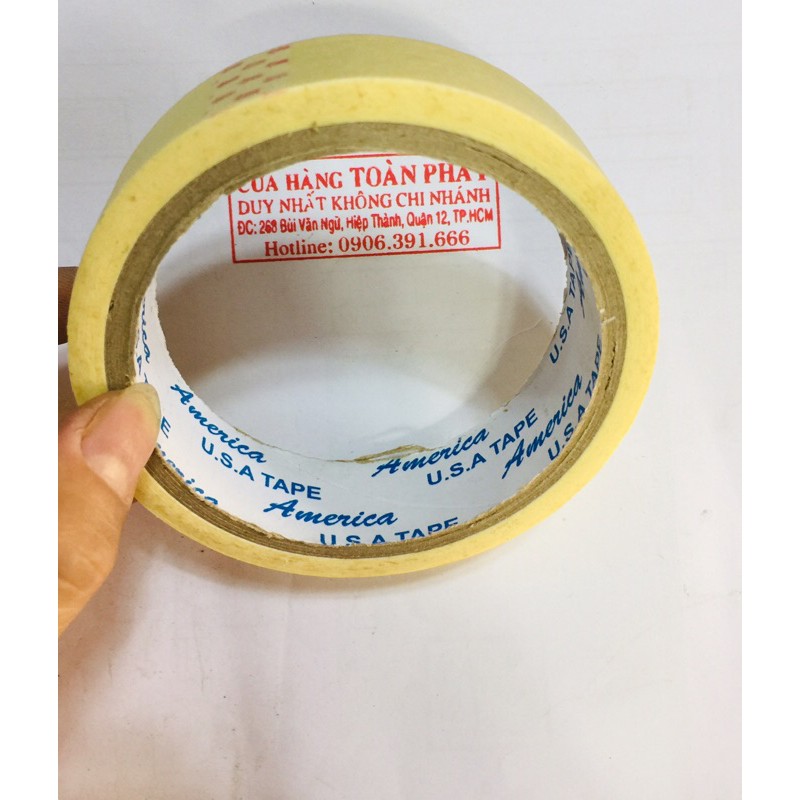 CỬA HÀNG TOÀN PHÁT
DUY NHẤT KHÔNG CHI NHÁNH
ĐC: 268 Bùi Văn Ngữ, Hiệp Thành, Quận 12, TP.HCM
Hotline: 0906.391.666
America
U.S.A TAPE
America
U.S.A TAPE
America
U.S.A TAPE
America
U.S.A TAPE
U.S.A TAPE